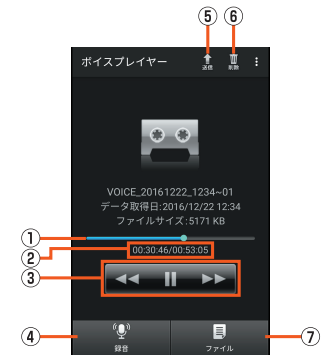 ⑤ ⑥
ボイスプレイヤー 送信 削除
VOICE_20161222_1234~01
データ取得日:2016/12/22 12:34
ファイルサイズ:5171 KB
①
② 00:30:46/00:53:05
③
④ 録音 ファイル ⑦